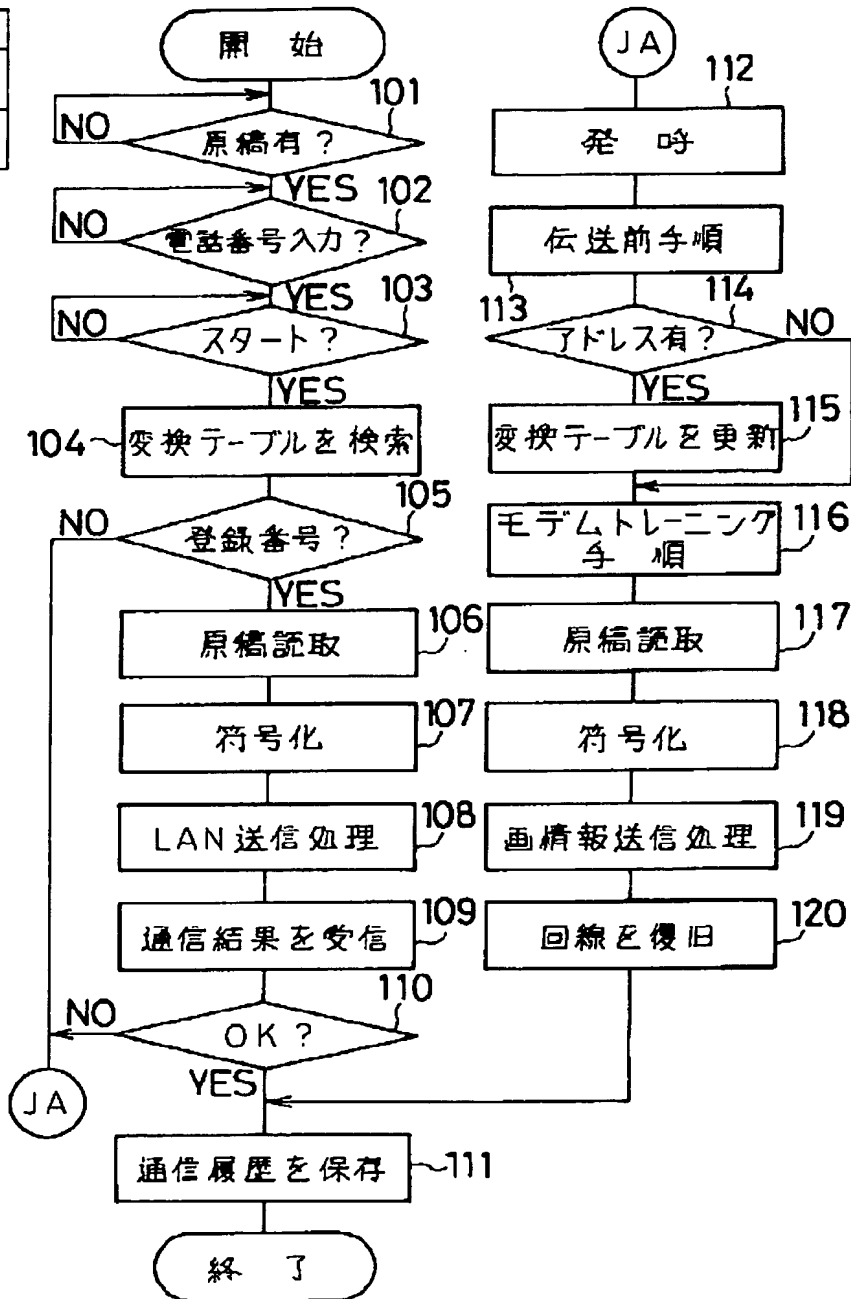 開 始
101
原稿有？
NO
YES
102
電話番号入力？
NO
YES
103
スタート？
NO
YES
104
変換テーブルを検索
105
登録番号？
NO
YES
原稿読取
106
符号化
107
LAN送信処理
108
通信結果を受信
109
110
OK？
NO
YES
JA
通信履歴を保存
111
終 了
JA
112
発 呼
伝送前手順
113
114
アドレス有？
NO
YES
変換テーブルを更新
115
モデムトレーニング
手 順
116
原稿読取
117
符号化
118
画情報送信処理
119
回線を復旧
120